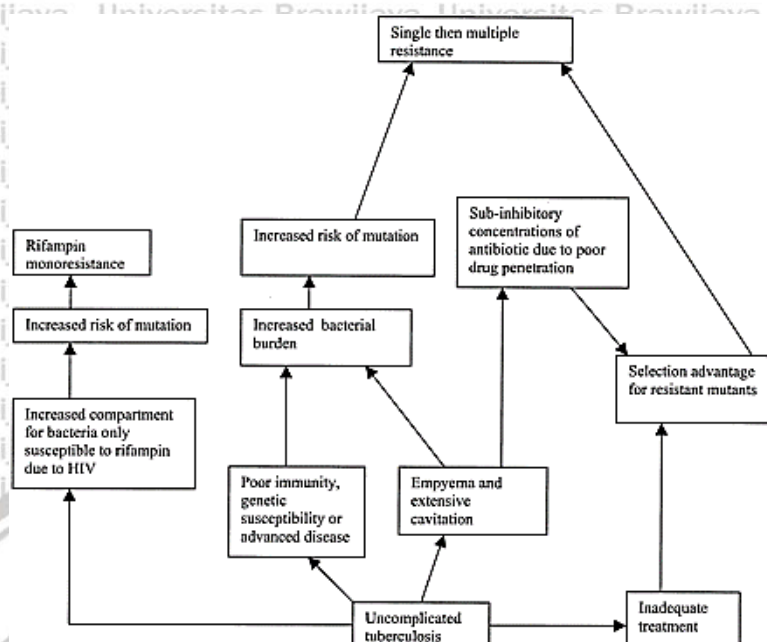 Universitas Brawijaya
Universitas Brawijaya
Single then multiple
resistance
Sub-inhibitory
concentrations of
antibiotic due to poor
drug penetration
Increased risk of mutation
Rifampin
monoresistance
Increased risk of mutation
Increased bacterial
burden
Selection advantage
for resistant mutants
Increased compartment
for bacteria only
susceptible to rifampin
due to HIV
Poor immunity,
genetic
susceptibility or
advanced disease
Empyema and
extensive
cavitation
Uncomplicated
tuberculosis
Inadequate
treatment